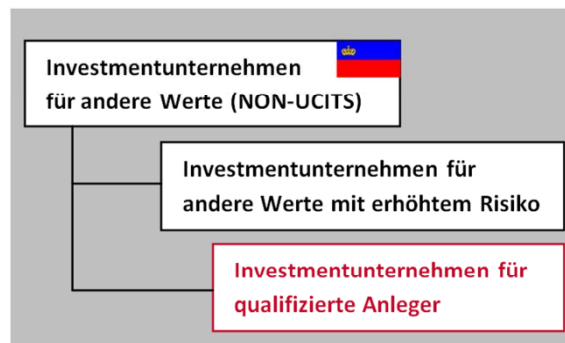 Investmentunternehmen
für andere Werte (NON-UCITS)
Investmentunternehmen für
andere Werte mit erhöhtem Risiko
Investmentunternehmen für
qualifizierte Anleger